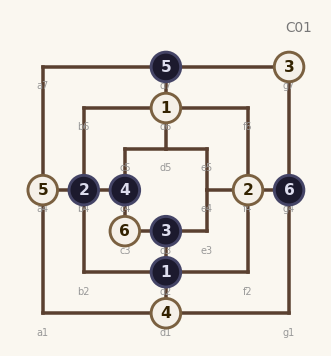 C01
5 3
a7 d7 g7
1
b6 d6 f6
c5 d5 e5
5 2 4 2 6
a4 b4 c4 e4 f4 g4
6 3
c3 d3 e3
1
b2 d2 f2
4
a1 d1 g1